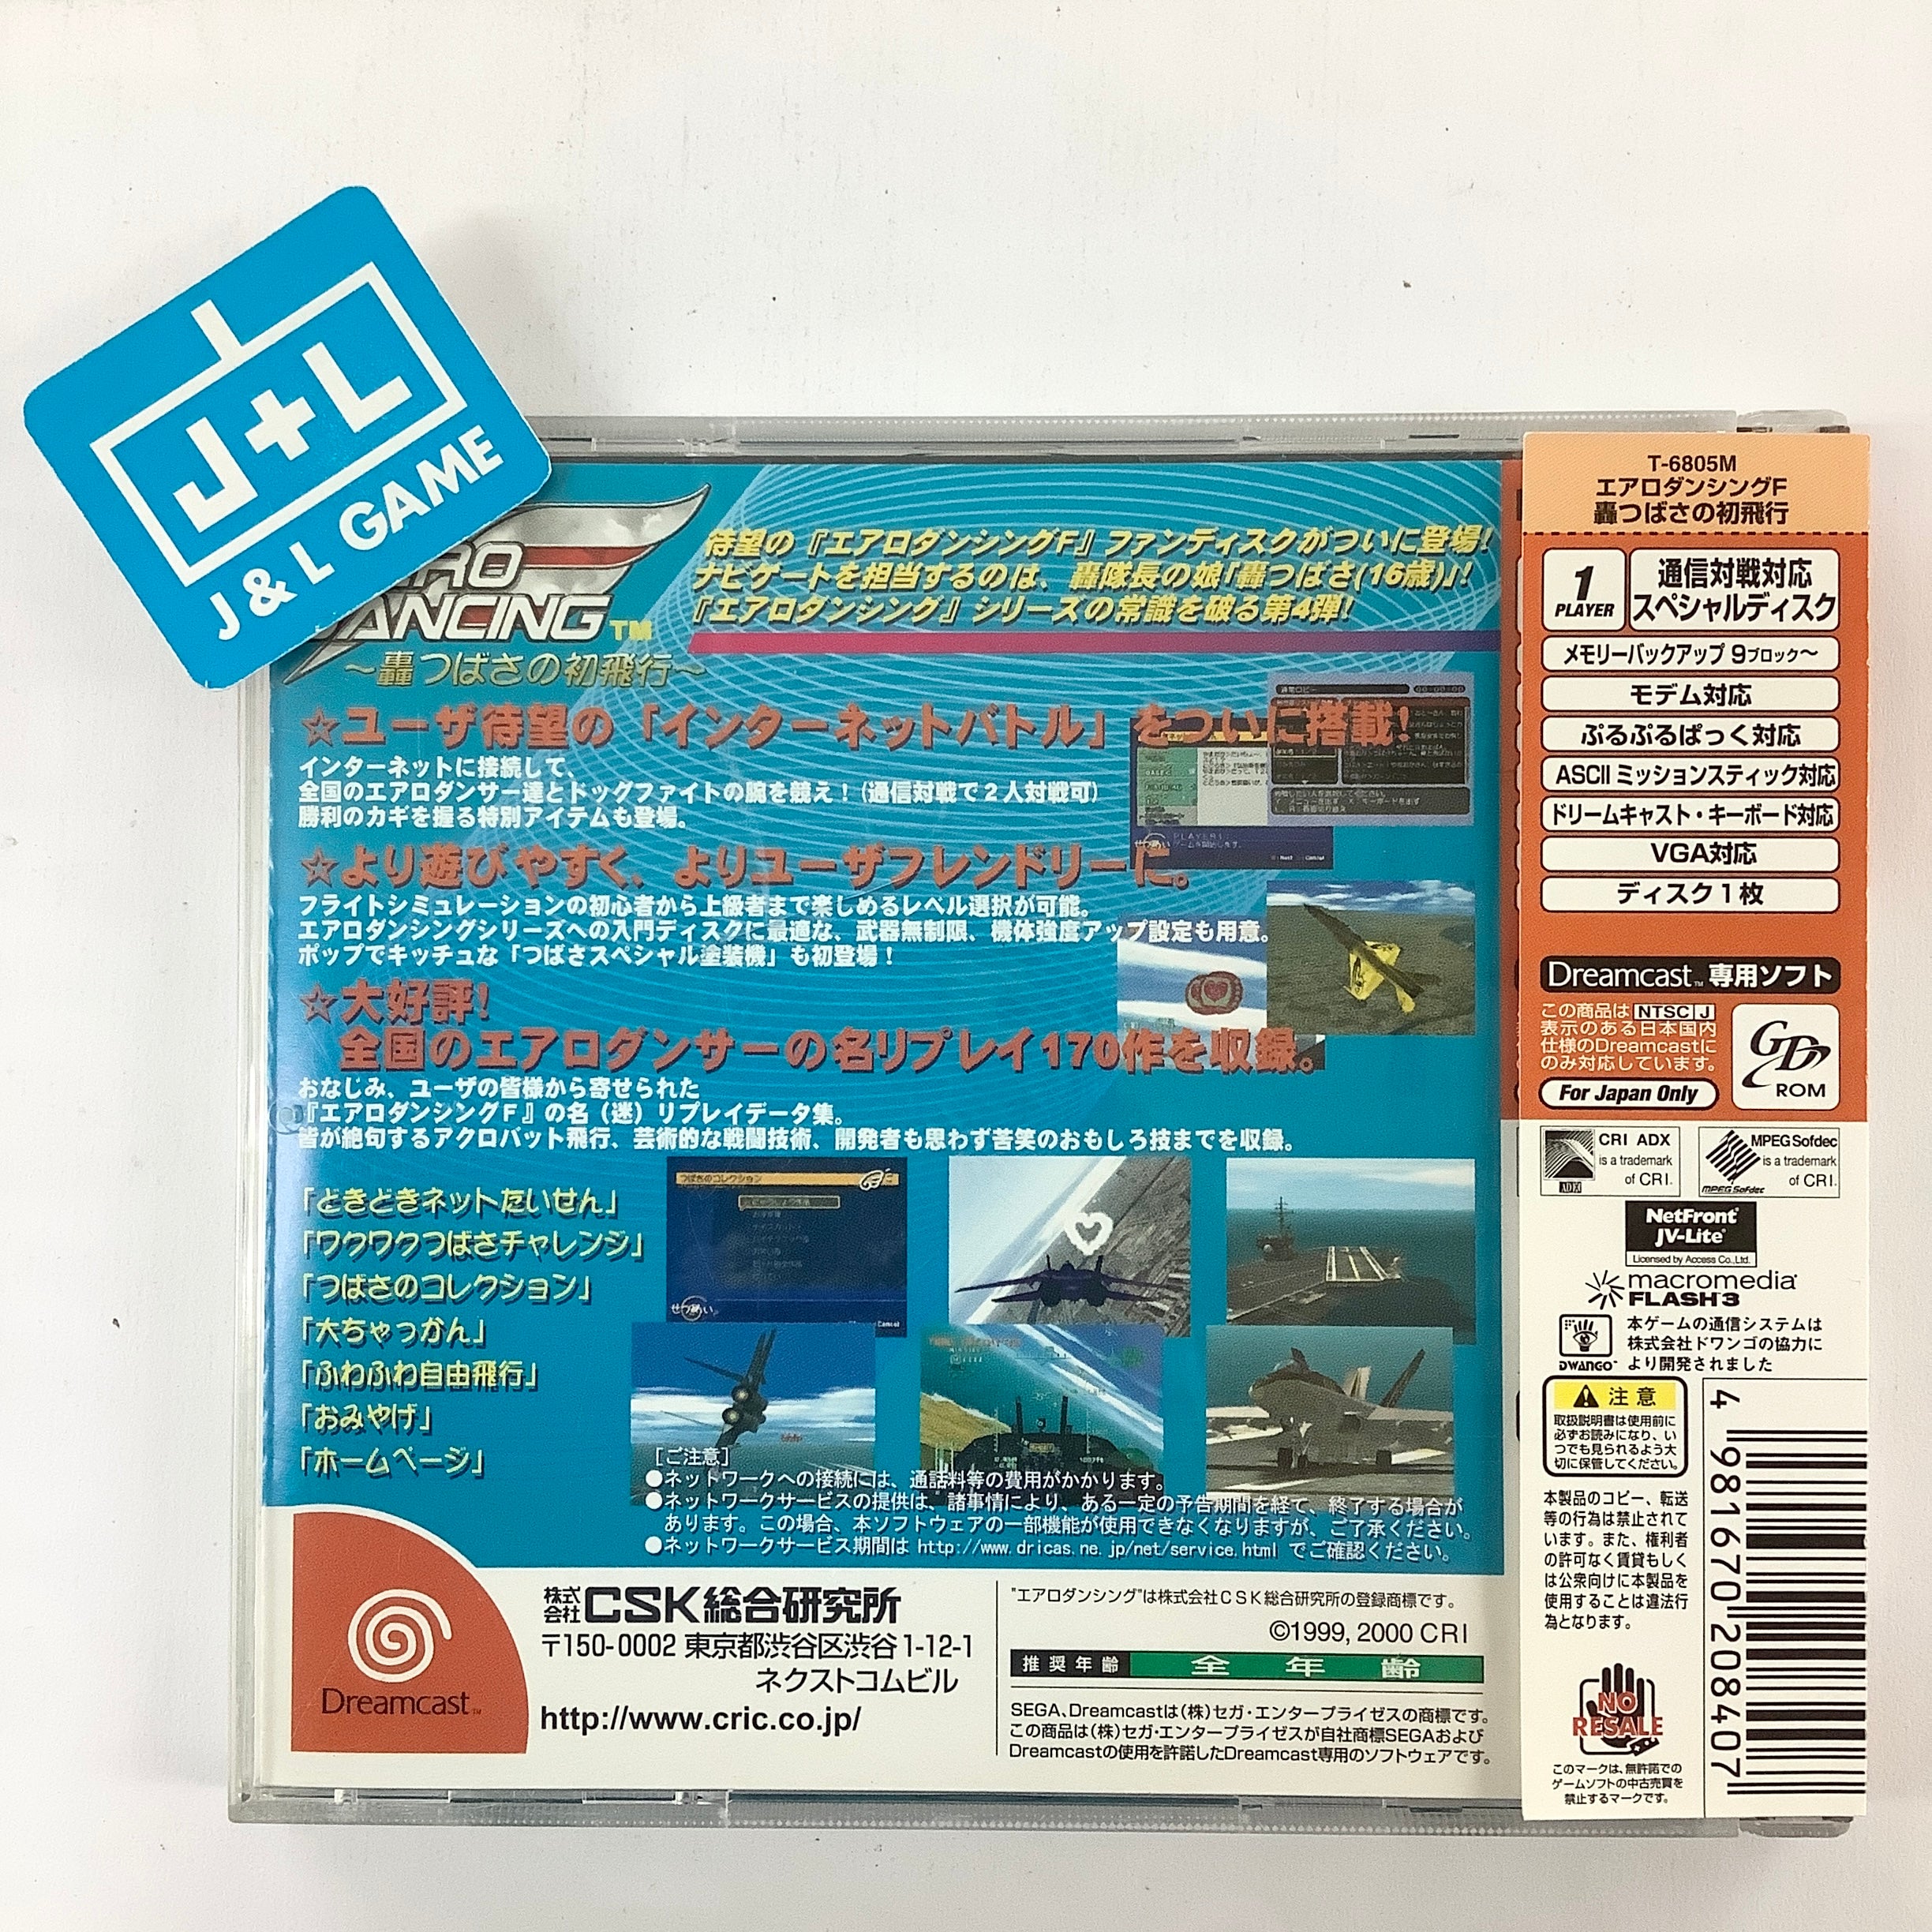 J+L
J & L GAME
DANCING™
～轟つばさの初飛行～
待望の『エアロダンシングF』ファンディスクがついに登場!
ナビゲートを担当するのは、轟隊長の娘「轟つばさ(16歳)」!
『エアロダンシング』シリーズの常識を破る第4弾!
☆ユーザ待望の「インターネットバトル」をついに搭載!
インターネットに接続して、
全国のエアロダンサー達とドッグファイトの腕を競え！(通信対戦で２人対戦可)
勝利のカギを握る特別アイテムも登場。
☆より遊びやすく、よりユーザフレンドリーに。
フライトシミュレーションの初心者から上級者まで楽しめるレベル選択が可能。
エアロダンシングシリーズへの入門ディスクに最適な、武器無制限、機体強度アップ設定も用意。
ポップでキッチュな「つばさスペシャル塗装機」も初登場！
☆大好評!
全国のエアロダンサーの名リプレイ170作を収録。
おなじみ、ユーザの皆様から寄せられた
『エアロダンシングF』の名（迷）リプレイデータ集。
皆が絶句するアクロバット飛行、芸術的な戦闘技術、開発者も思わず苦笑のおもしろ技までを収録。
「どきどきネットたいせん」
「ワクワクつばさチャレンジ」
「つばさのコレクション」
「大ちゃっかん」
「ふわふわ自由飛行」
「おみやげ」
「ホームページ」
つばさのコレクション
せつめい
[ご注意]
●ネットワークへの接続には、通話料等の費用がかかります。
●ネットワークサービスの提供は、諸事情により、ある一定の予告期間を経て、終了する場合が
あります。この場合、本ソフトウェアの一部機能が使用できなくなりますが、ご了承ください。
●ネットワークサービス期間は http://www.dricas.ne.jp/net/service.html でご確認ください。
Dreamcast™
株式会社CSK総合研究所
〒150-0002 東京都渋谷区渋谷1-12-1
ネクストコムビル
http://www.cric.co.jp/
"エアロダンシング"は株式会社CSK総合研究所の登録商標です。
©1999, 2000 CRI
推奨年齢 全年齢
SEGA、Dreamcastは(株)セガ・エンタープライゼスの商標です。
この商品は(株)セガ・エンタープライゼスが自社商標SEGAおよび
Dreamcastの使用を許諾したDreamcast専用のソフトウェアです。
T-6805M
エアロダンシングF
轟つばさの初飛行
1 PLAYER
通信対戦対応
スペシャルディスク
メモリーバックアップ 9ブロック～
モデム対応
ぷるぷるぱっく対応
ASCII ミッションスティック対応
ドリームキャスト・キーボード対応
VGA対応
ディスク1枚
Dreamcast™専用ソフト
この商品は NTSC J
表示のある日本国内
仕様のDreamcastに
のみ対応しています。
For Japan Only
GD
ROM
CRI ADX
is a trademark
of CRI.
ADX
MPEG Sofdec
is a trademark
of CRI.
MPEG Sofdec
NetFront
JV-Lite
Licensed by Access Co.,Ltd.
macromedia
FLASH 3
DWANGO
本ゲームの通信システムは
株式会社ドワンゴの協力に
より開発されました
注意
取扱説明書は使用前に
必ずお読みになり、い
つでも見られるよう大
切に保管してください。
本製品のコピー、転送
等の行為は禁止されて
います。また、権利者
の許可なく賃貸もしく
は公衆向けに本製品を
使用することは違法行
為となります。
NO
RESALE
このマークは、無許諾での
ゲームソフトの中古売買を
禁止するマークです。
4 981670 208407